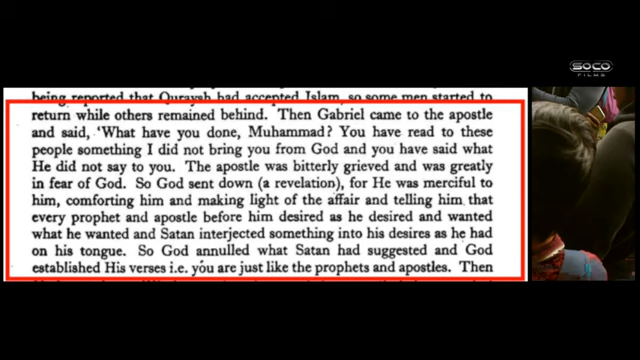 SOCO
FILMS
being reported that Quraysh had accepted Islam, so some men started to
return while others remained behind. Then Gabriel came to the apostle
and said, 'What have you done, Muhammad? You have read to these
people something I did not bring you from God and you have said what
He did not say to you. The apostle was bitterly grieved and was greatly
in fear of God. So God sent down (a revelation), for He was merciful to
him, comforting him and making light of the affair and telling him that
every prophet and apostle before him desired as he desired and wanted
what he wanted and Satan interjected something into his desires as he had
on his tongue. So God annulled what Satan had suggested and God
established His verses i.e. you are just like the prophets and apostles. Then